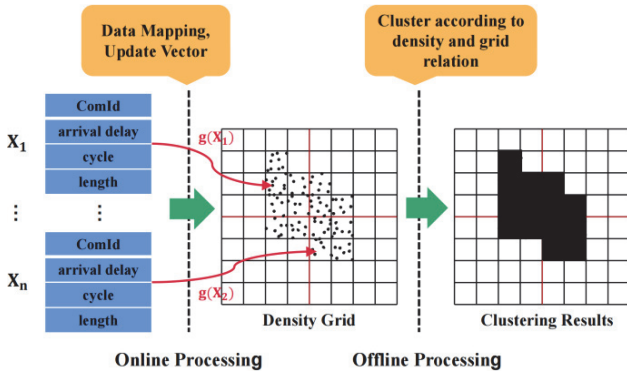 Data Mapping,
Update Vector
Cluster according to
density and grid
relation
ComId
X1
arrival delay
cycle
length
g(X1)
...
...
ComId
Xn
arrival delay
cycle
length
g(X2)
Density Grid
Clustering Results
Online Processing
Offline Processing